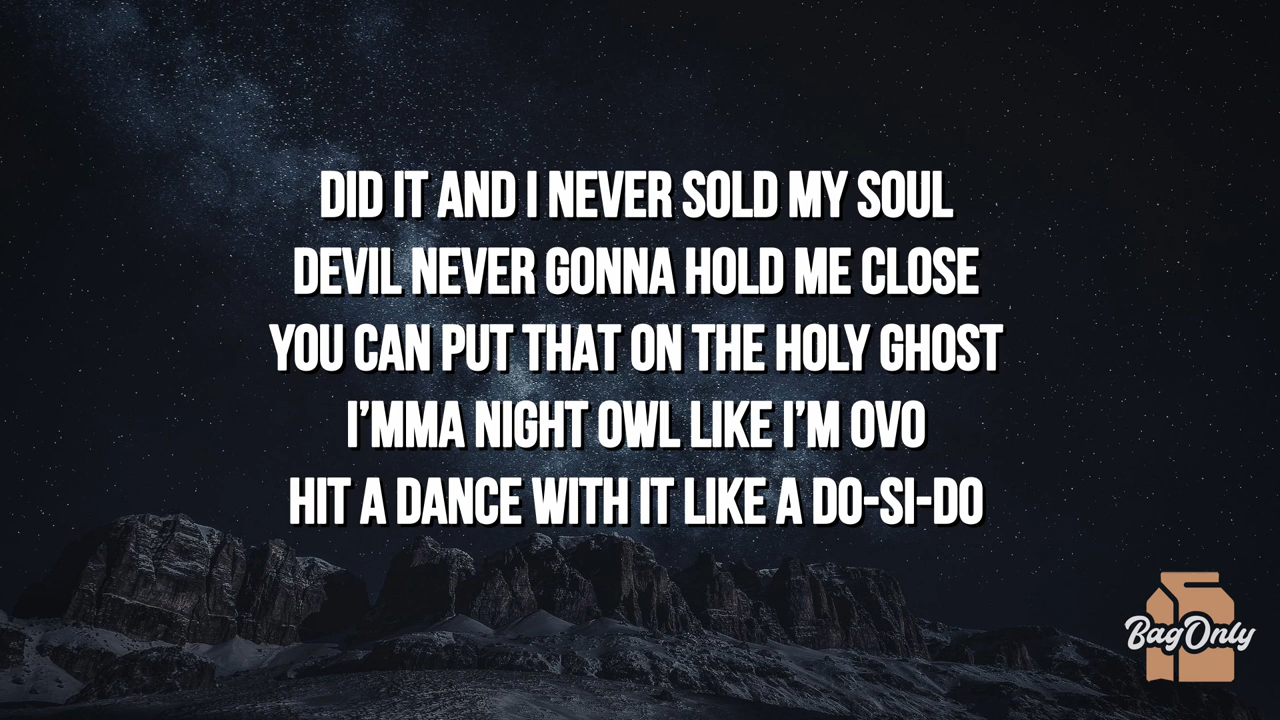 DID IT AND I NEVER SOLD MY SOUL
DEVIL NEVER GONNA HOLD ME CLOSE
YOU CAN PUT THAT ON THE HOLY GHOST
I’MMA NIGHT OWL LIKE I’M OVO
HIT A DANCE WITH IT LIKE A DO-SI-DO
BagOnly